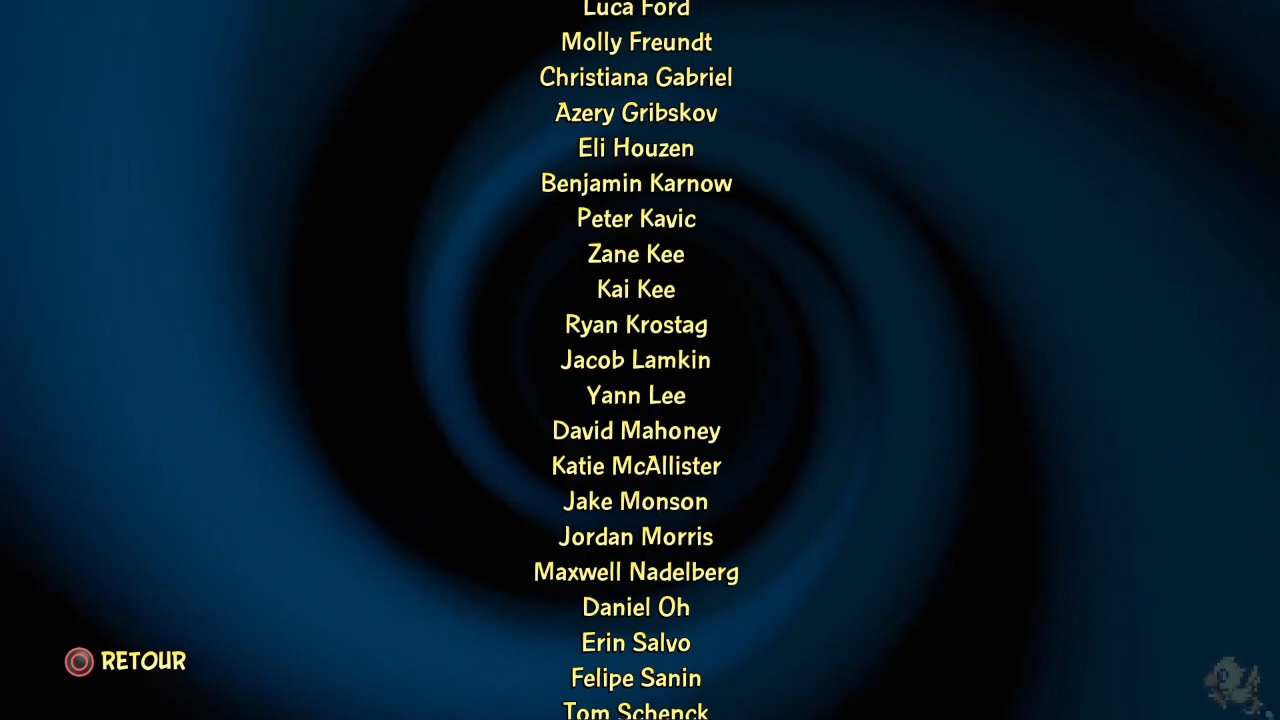 Luca Ford
Molly Freundt
Christiana Gabriel
Azery Gribskov
Eli Houzen
Benjamin Karnow
Peter Kavic
Zane Kee
Kai Kee
Ryan Krostag
Jacob Lamkin
Yann Lee
David Mahoney
Katie McAllister
Jake Monson
Jordan Morris
Maxwell Nadelberg
Daniel Oh
Erin Salvo
RETOUR
Felipe Sanin
Tom Schenck